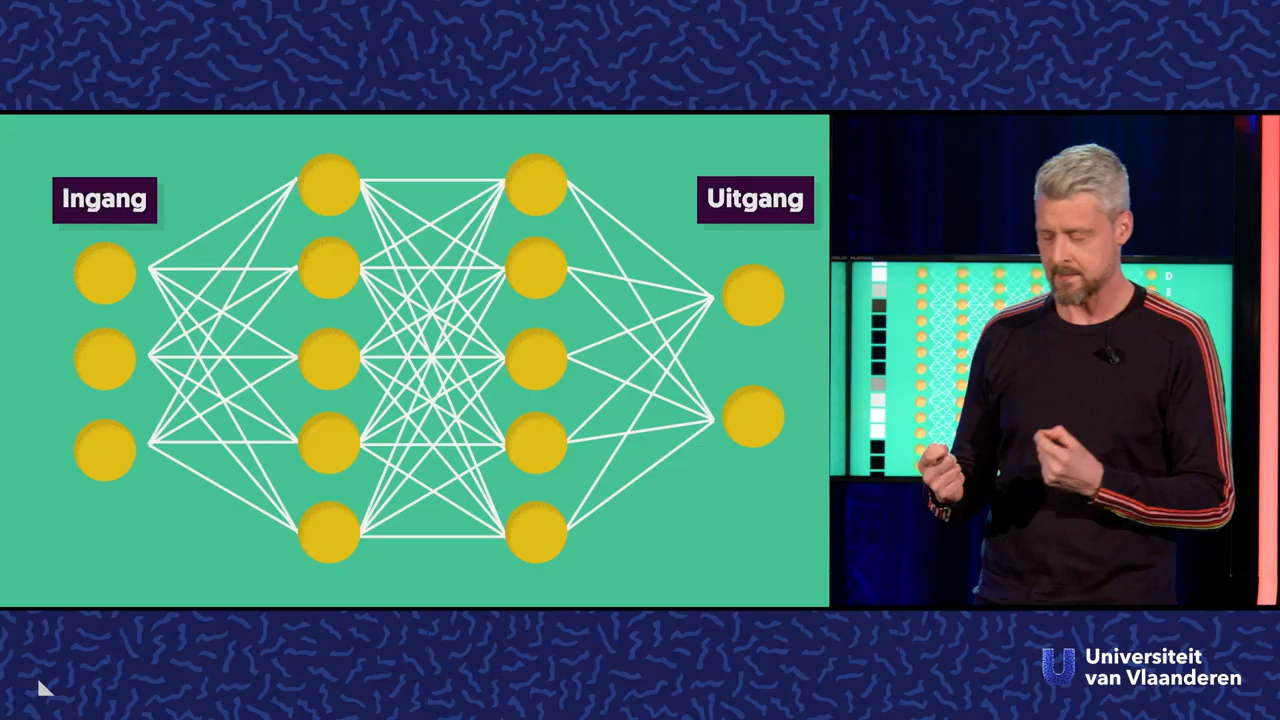 Ingang
Uitgang
D
E
Universiteit
van Vlaanderen